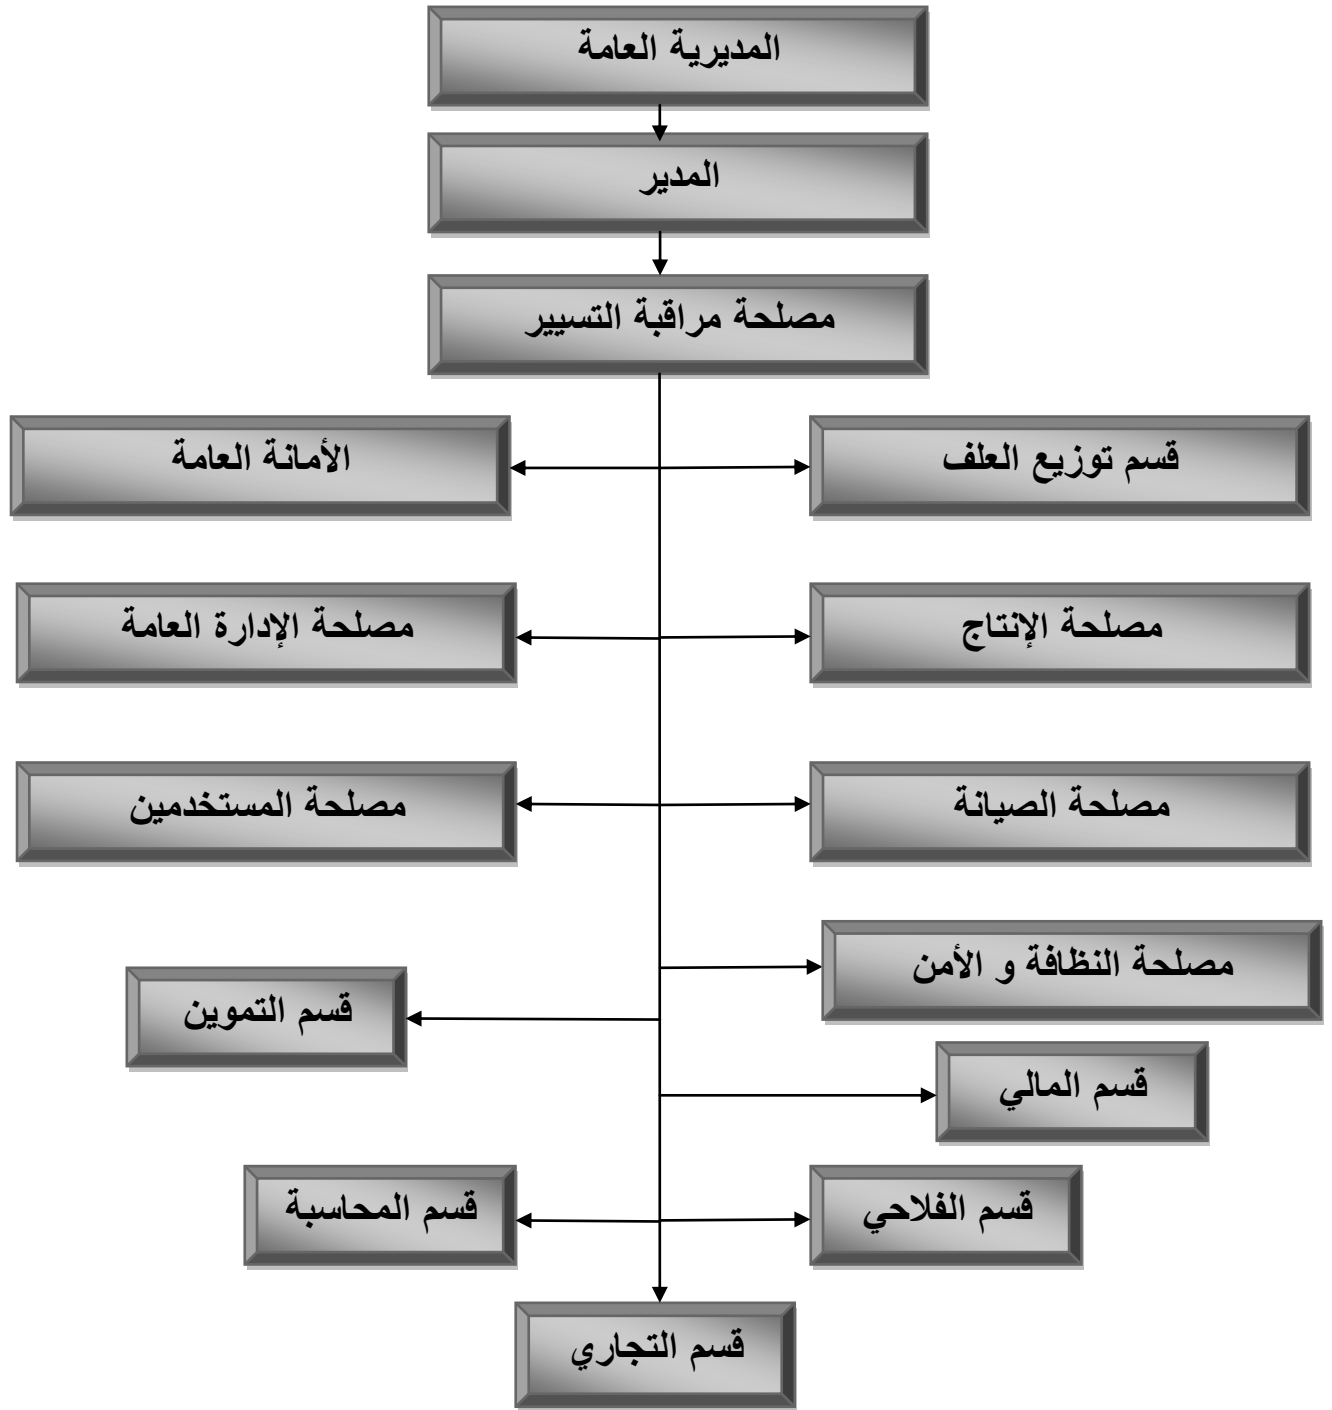 المديرية العامة
المدير
مصلحة مراقبة التسيير
قسم توزيع العلف
الأمانة العامة
مصلحة الإنتاج
مصلحة الإدارة العامة
مصلحة الصيانة
مصلحة المستخدمين
مصلحة النظافة و الأمن
قسم التموين
قسم المالي
قسم الفلاحي
قسم المحاسبة
قسم التجاري